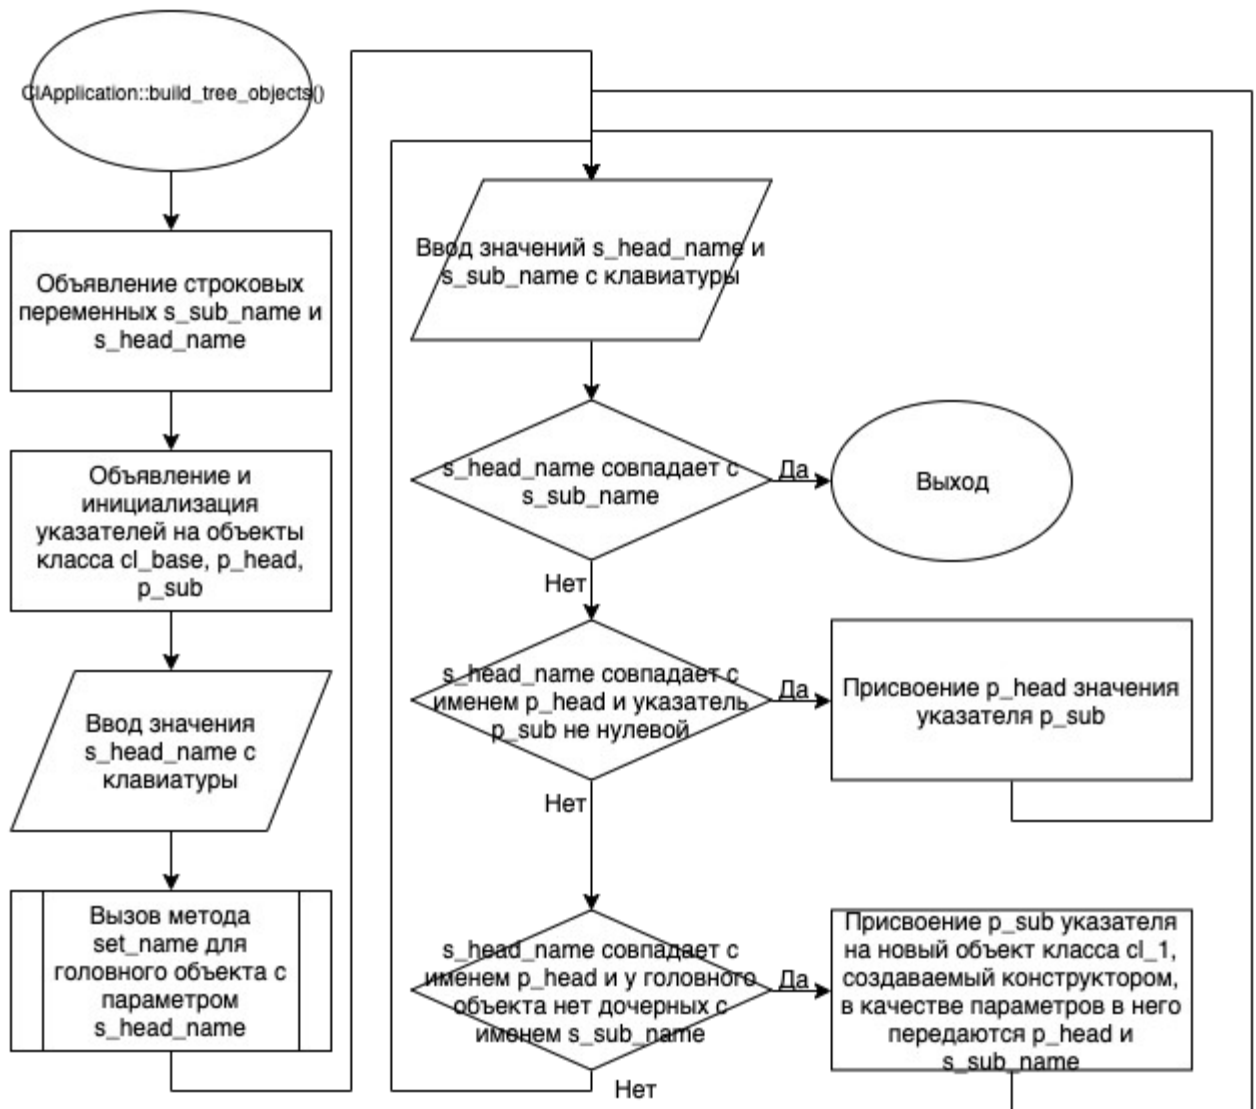 ClApplication::build_tree_objects()
Объявление строковых
переменных s_sub_name и
s_head_name
Объявление и
инициализация
указателей на объекты
класса cl_base, p_head,
p_sub
Ввод значения
s_head_name с
клавиатуры
Вызов метода
set_name для
головного объекта с
параметром
s_head_name
Ввод значений s_head_name и
s_sub_name с клавиатуры
s_head_name совпадает с
s_sub_name
Да
Выход
Нет
s_head_name совпадает с
именем p_head и указатель
p_sub не нулевой
Да
Присвоение p_head значения
указателя p_sub
Нет
s_head_name совпадает с
именем p_head и у головного
объекта нет дочерных с
именем s_sub_name
Да
Присвоение p_sub указателя
на новый объект класса cl_1,
создаваемый конструктором,
в качестве параметров в него
передаются p_head и
s_sub_name
Нет